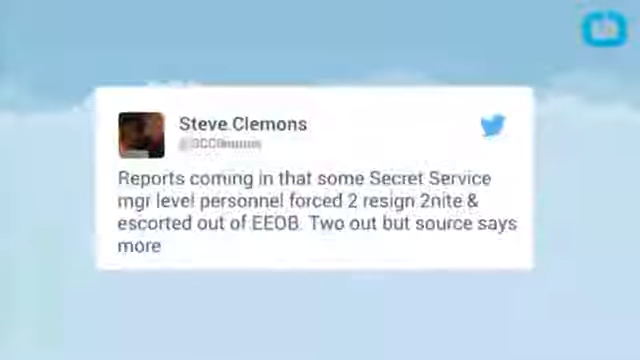 Steve Clemons
Reports coming in that some Secret Service
mgr level personnel forced 2 resign 2nite &
escorted out of EEOB. Two out but source says
more